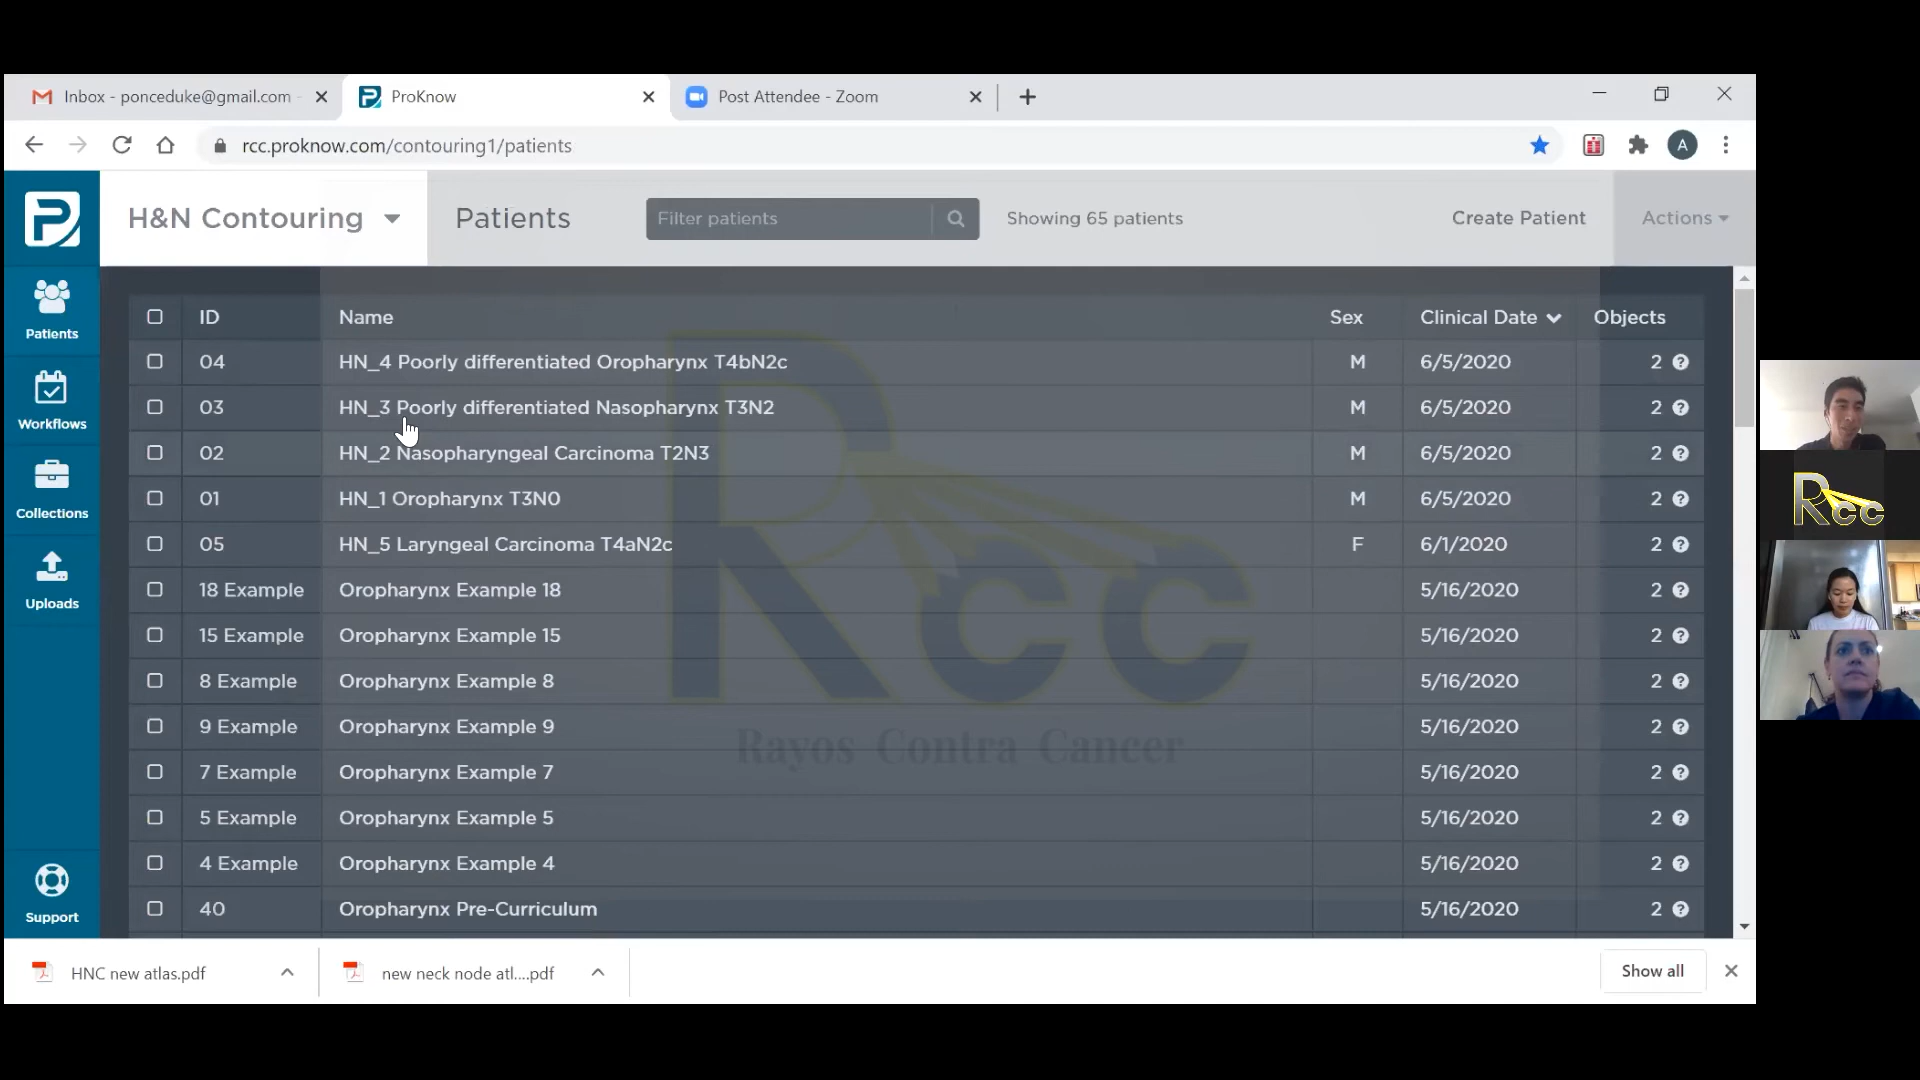 Inbox - ponceduke@gmail.com -
ProKnow
Post Attendee - Zoom
rcc.proknow.com/contouring1/patients
A
H&N Contouring
Patients
Filter patients
Showing 65 patients
Create Patient
Actions
Patients
Workflows
Collections
Uploads
Support
ID Name Sex Clinical Date Objects
04 HN_4 Poorly differentiated Oropharynx T4bN2c M 6/5/2020 2
03 HN_3 Poorly differentiated Nasopharynx T3N2 M 6/5/2020 2
02 HN_2 Nasopharyngeal Carcinoma T2N3 M 6/5/2020 2
01 HN_1 Oropharynx T3N0 M 6/5/2020 2
05 HN_5 Laryngeal Carcinoma T4aN2c F 6/1/2020 2
18 Example Oropharynx Example 18 5/16/2020 2
15 Example Oropharynx Example 15 5/16/2020 2
8 Example Oropharynx Example 8 5/16/2020 2
9 Example Oropharynx Example 9 5/16/2020 2
7 Example Oropharynx Example 7 5/16/2020 2
5 Example Oropharynx Example 5 5/16/2020 2
4 Example Oropharynx Example 4 5/16/2020 2
40 Oropharynx Pre-Curriculum 5/16/2020 2
Rcc
Rayos Contra Cancer
Rcc
HNC new atlas.pdf
new neck node atl....pdf
Show all